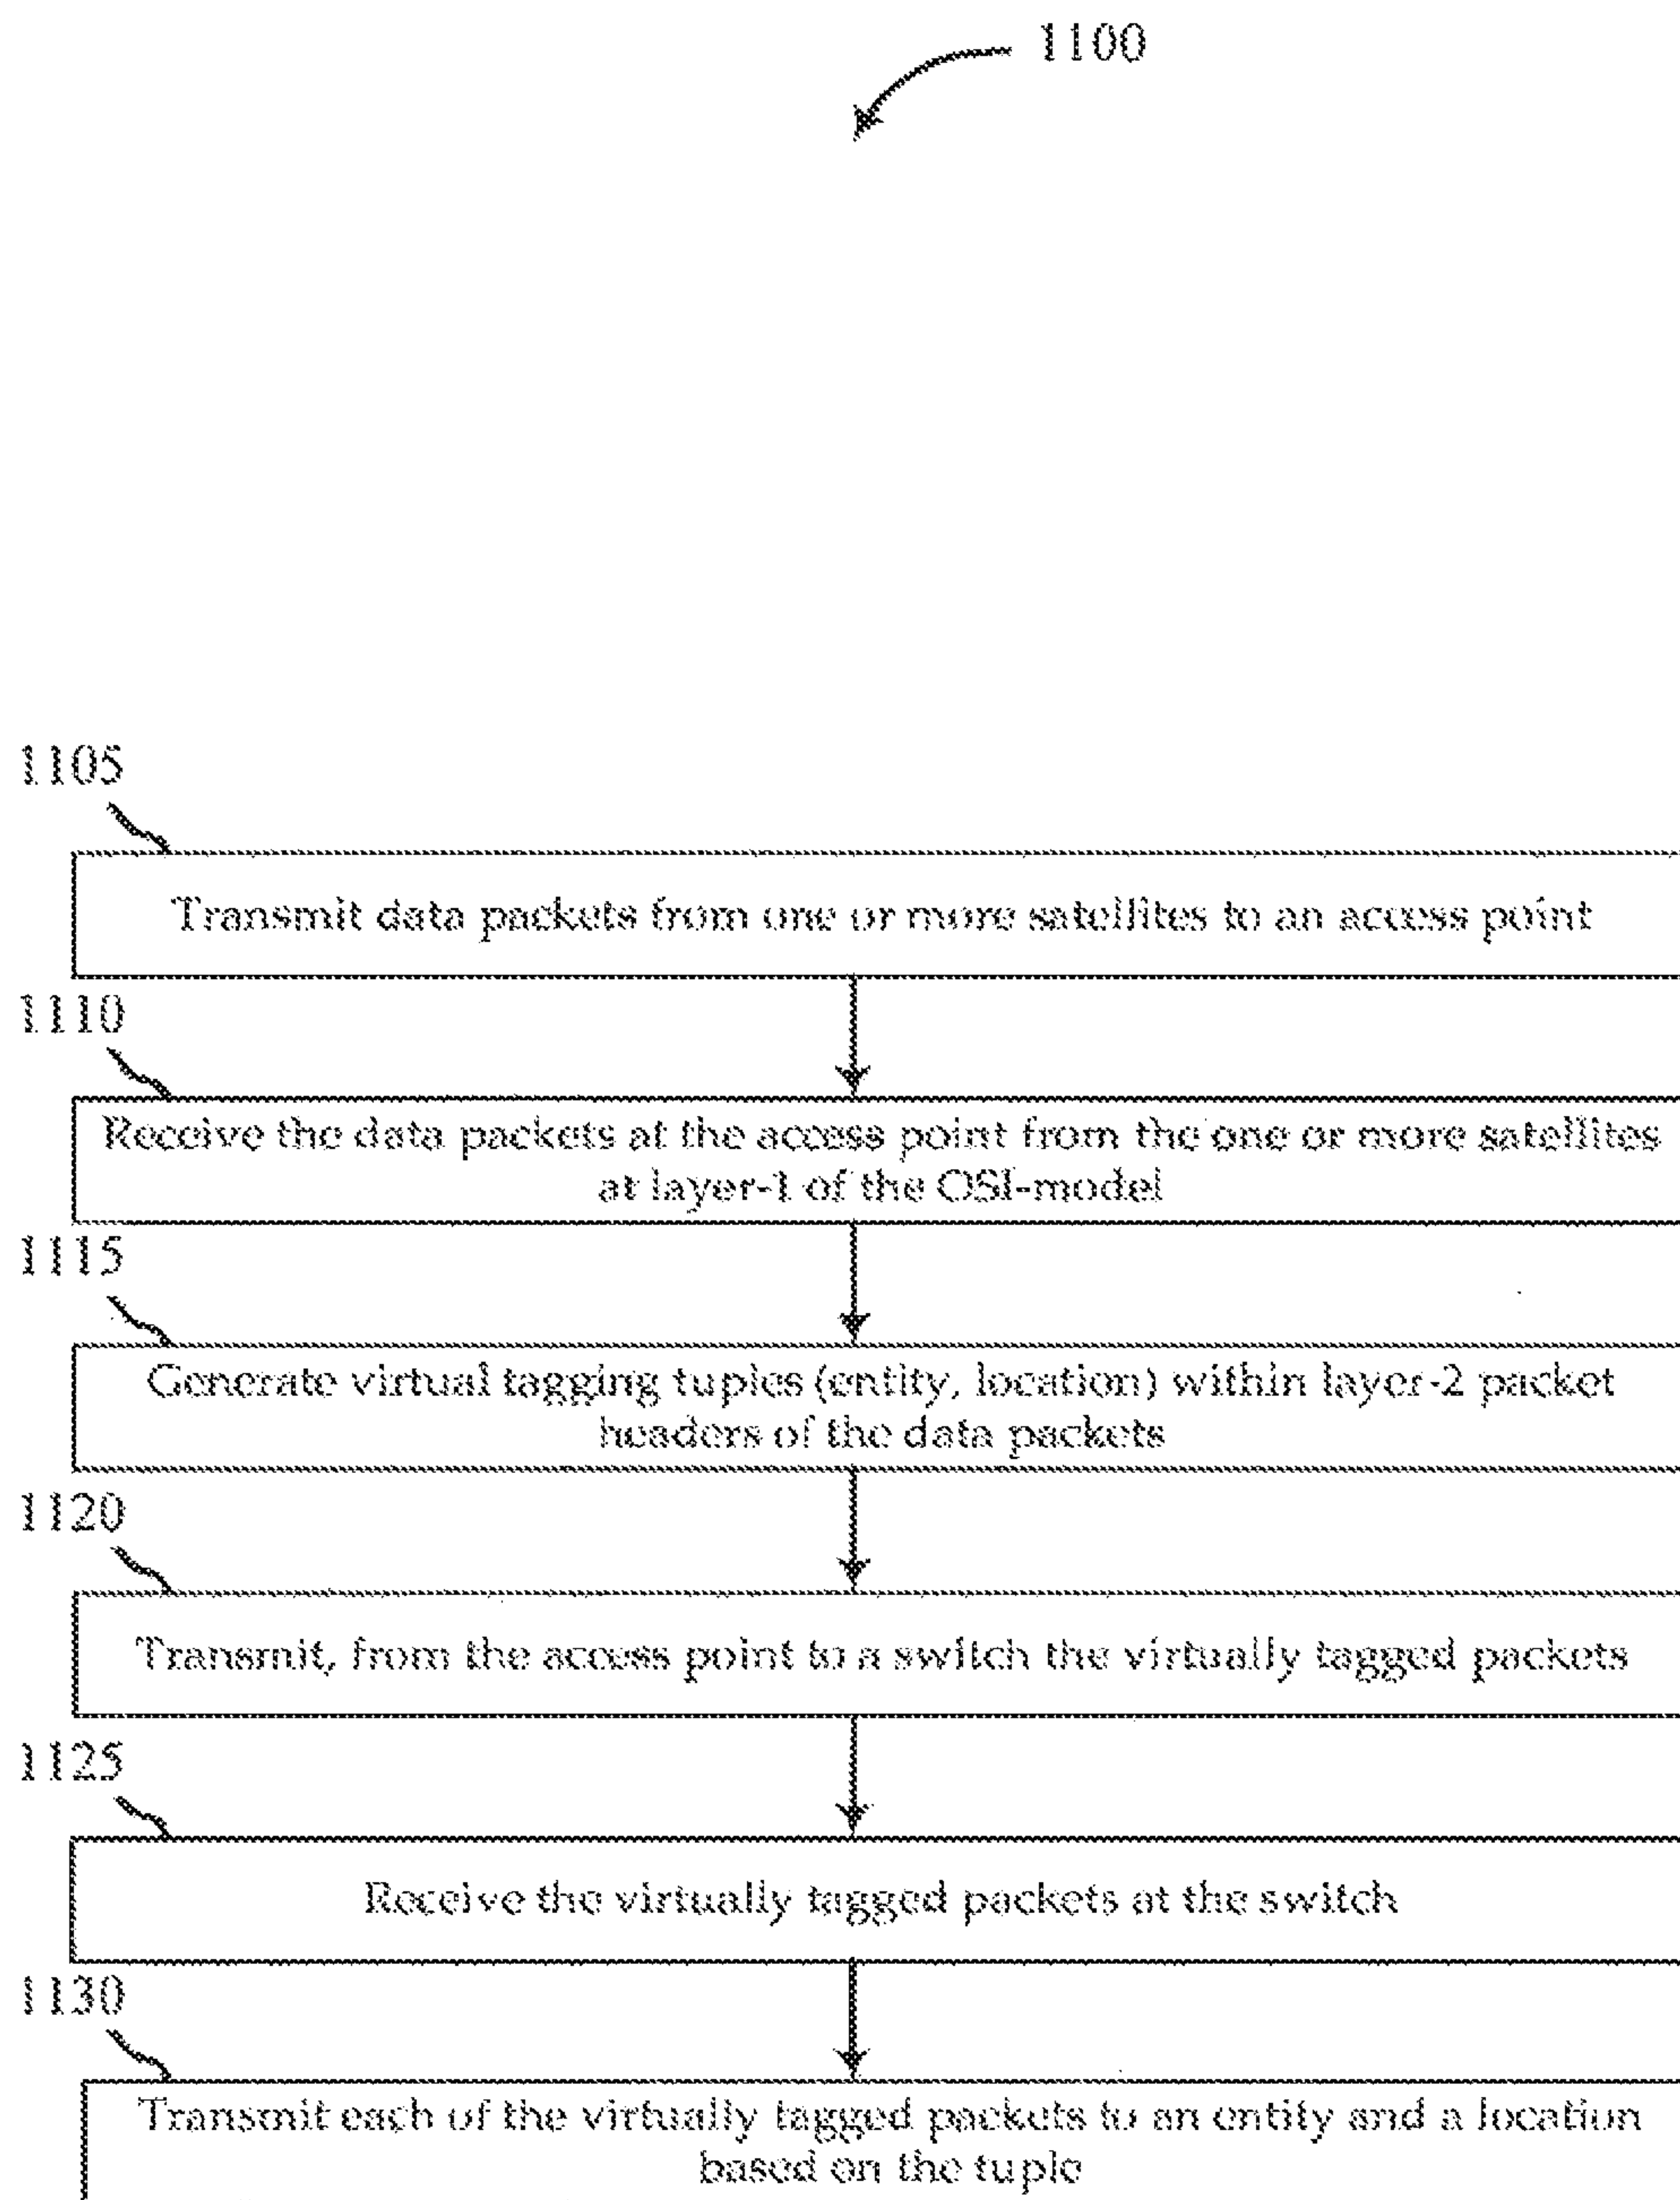 1100
1105
Transmit data packets from one or more satellites to an access point
1110
Receive the data packets at the access point from the one or more satellites
at layer-1 of the OSI-model
1115
Generate virtual tagging tuples (entity, location) within layer-2 packet
headers of the data packets
1120
Transmit, from the access point to a switch the virtually tagged packets
1125
Receive the virtually tagged packets at the switch
1130
Transmit each of the virtually tagged packets to an entity and a location
based on the tuple